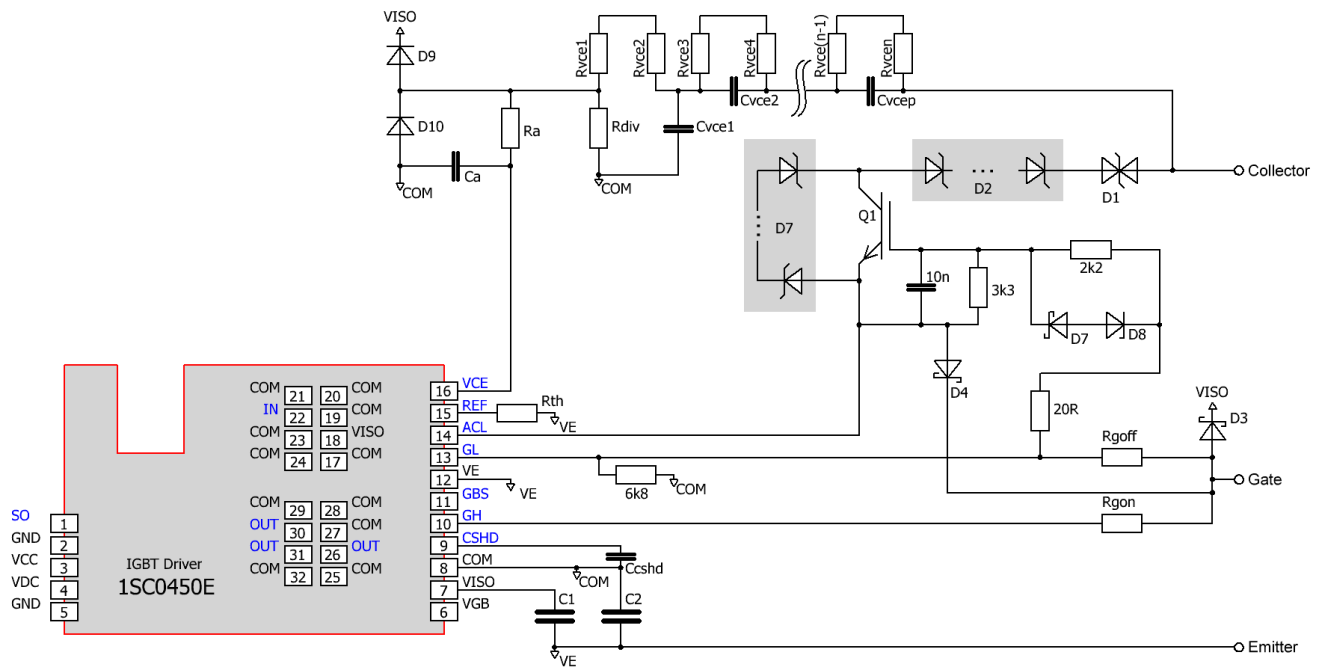 VISO
D9
D10
COM
Ca
Ra
Rvce1
Rvce2
Rdiv
COM
Rvce3
Rvce4
Cvce1
Cvce2
Rvce(n-1)
Rvcen
Cvcep
D7
...
Q1
D2
...
D1
Collector
10n
3k3
2k2
D7
D8
D4
20R
VISO
D3
Rgoff
Gate
Rgon
6k8
COM
Rth
VE
VE
Ccshd
COM
C1
C2
VE
Emitter
IGBT Driver
1SC0450E
SO 1
GND 2
VCC 3
VDC 4
GND 5
COM 21 20 COM
IN 22 19 COM
COM 23 18 VISO
COM 24 17 COM
COM 29 28 COM
OUT 30 27 COM
OUT 31 26 OUT
COM 32 25 COM
16 VCE
15 REF
14 ACL
13 GL
12 VE
11 GBS
10 GH
9 CSHD
8 COM
7 VISO
6 VGB